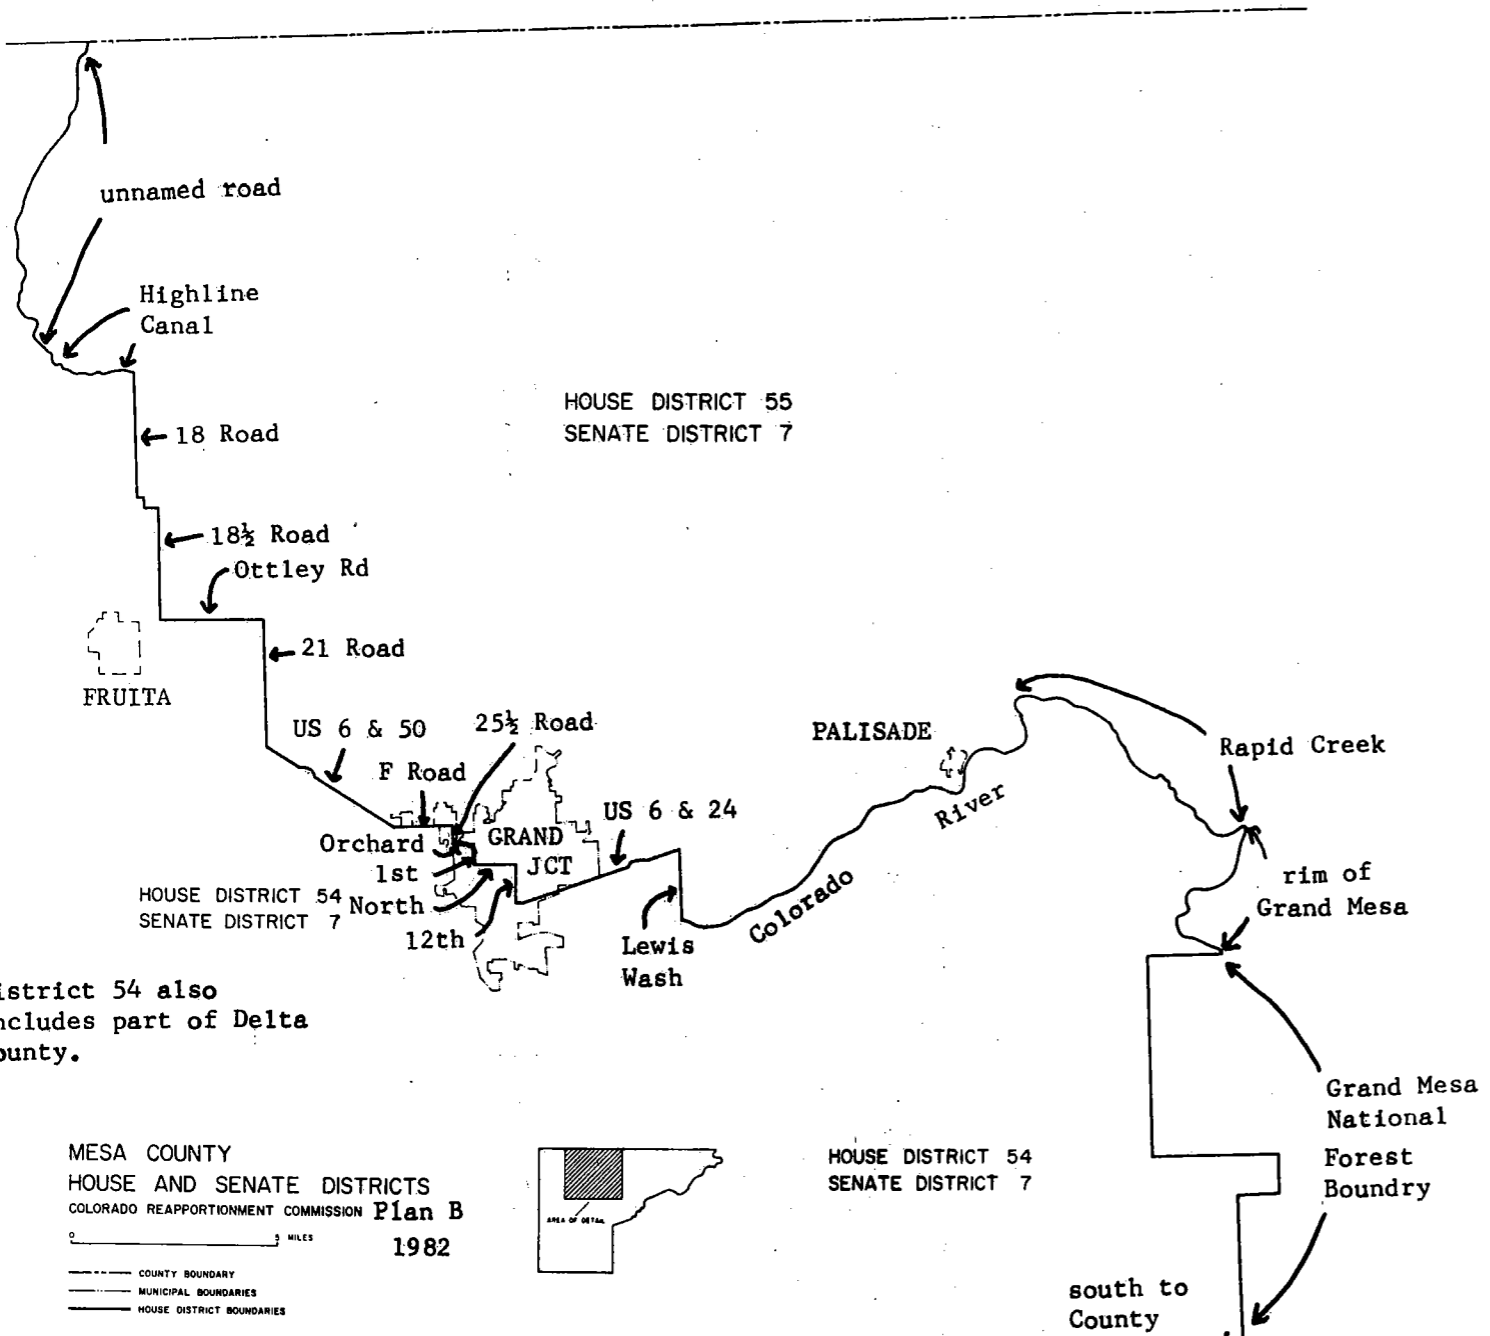 unnamed road
Highline
Canal
HOUSE DISTRICT 55
SENATE DISTRICT 7
18 Road
18½ Road
Ottley Rd
21 Road
FRUITA
US 6 & 50
25½ Road
PALISADE
Rapid Creek
F Road
US 6 & 24
River
Orchard
GRAND
JCT
1st
rim of
Grand Mesa
HOUSE DISTRICT 54
SENATE DISTRICT 7
North
Colorado
12th
Lewis
Wash
istrict 54 also
ncludes part of Delta
ounty.
Grand Mesa
National
Forest
Boundry
MESA COUNTY
HOUSE AND SENATE DISTRICTS
COLORADO REAPPORTIONMENT COMMISSION Plan B
1982
0 5 MILES
COUNTY BOUNDARY
MUNICIPAL BOUNDARIES
HOUSE DISTRICT BOUNDARIES
AREA OF DETAIL
HOUSE DISTRICT 54
SENATE DISTRICT 7
south to
County